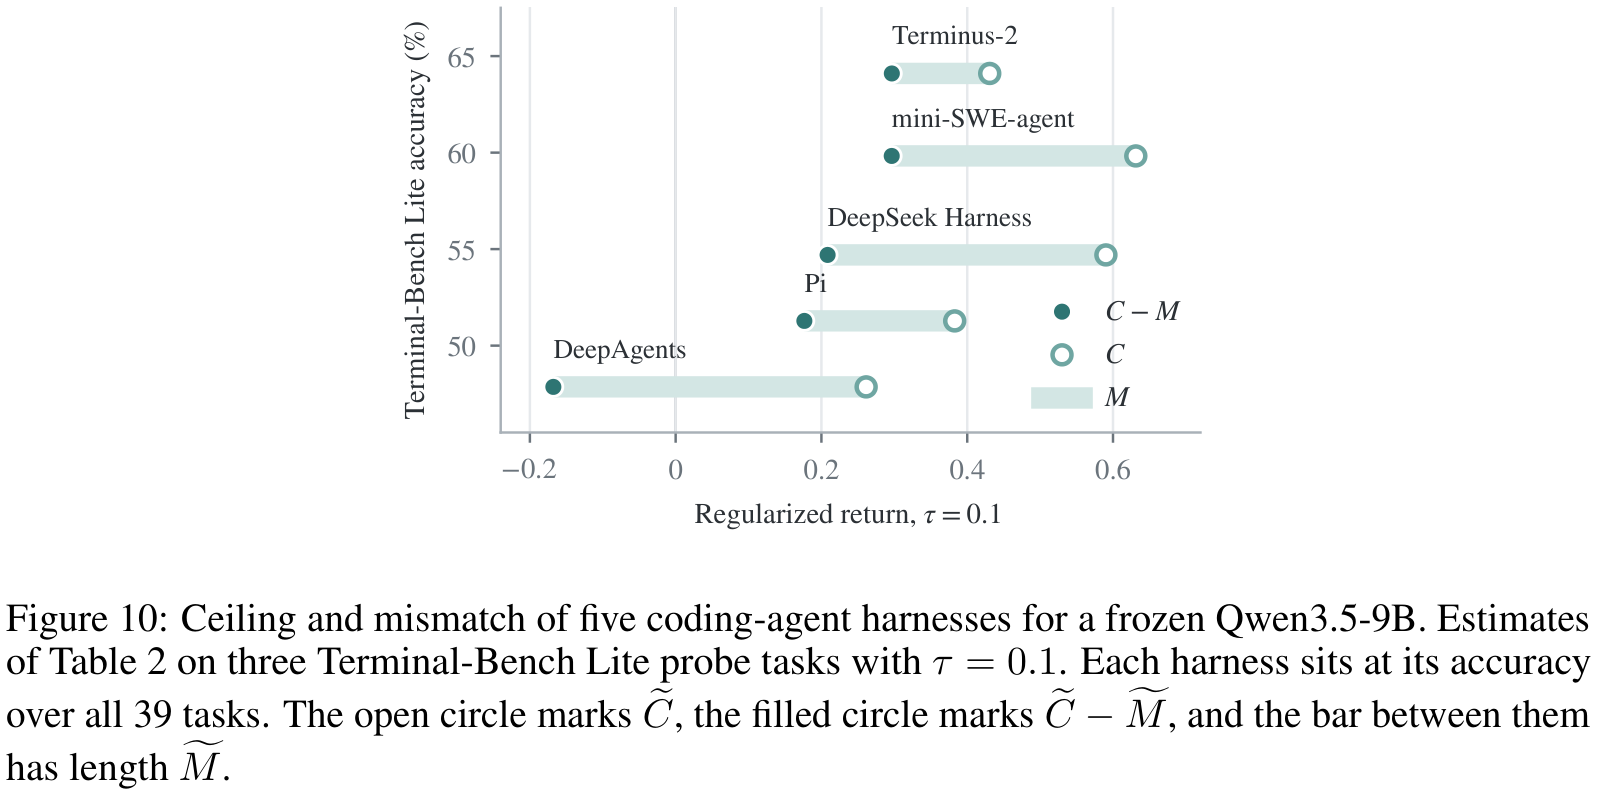 Terminal-Bench Lite accuracy (%)
65
60
55
50
Terminus-2
mini-SWE-agent
DeepSeek Harness
Pi
DeepAgents
C − M
C
M
−0.2 0 0.2 0.4 0.6
Regularized return, τ = 0.1
Figure 10: Ceiling and mismatch of five coding-agent harnesses for a frozen Qwen3.5-9B. Estimates
of Table 2 on three Terminal-Bench Lite probe tasks with τ = 0.1. Each harness sits at its accuracy
over all 39 tasks. The open circle marks C̃, the filled circle marks C̃ − M̃, and the bar between them
has length M̃.